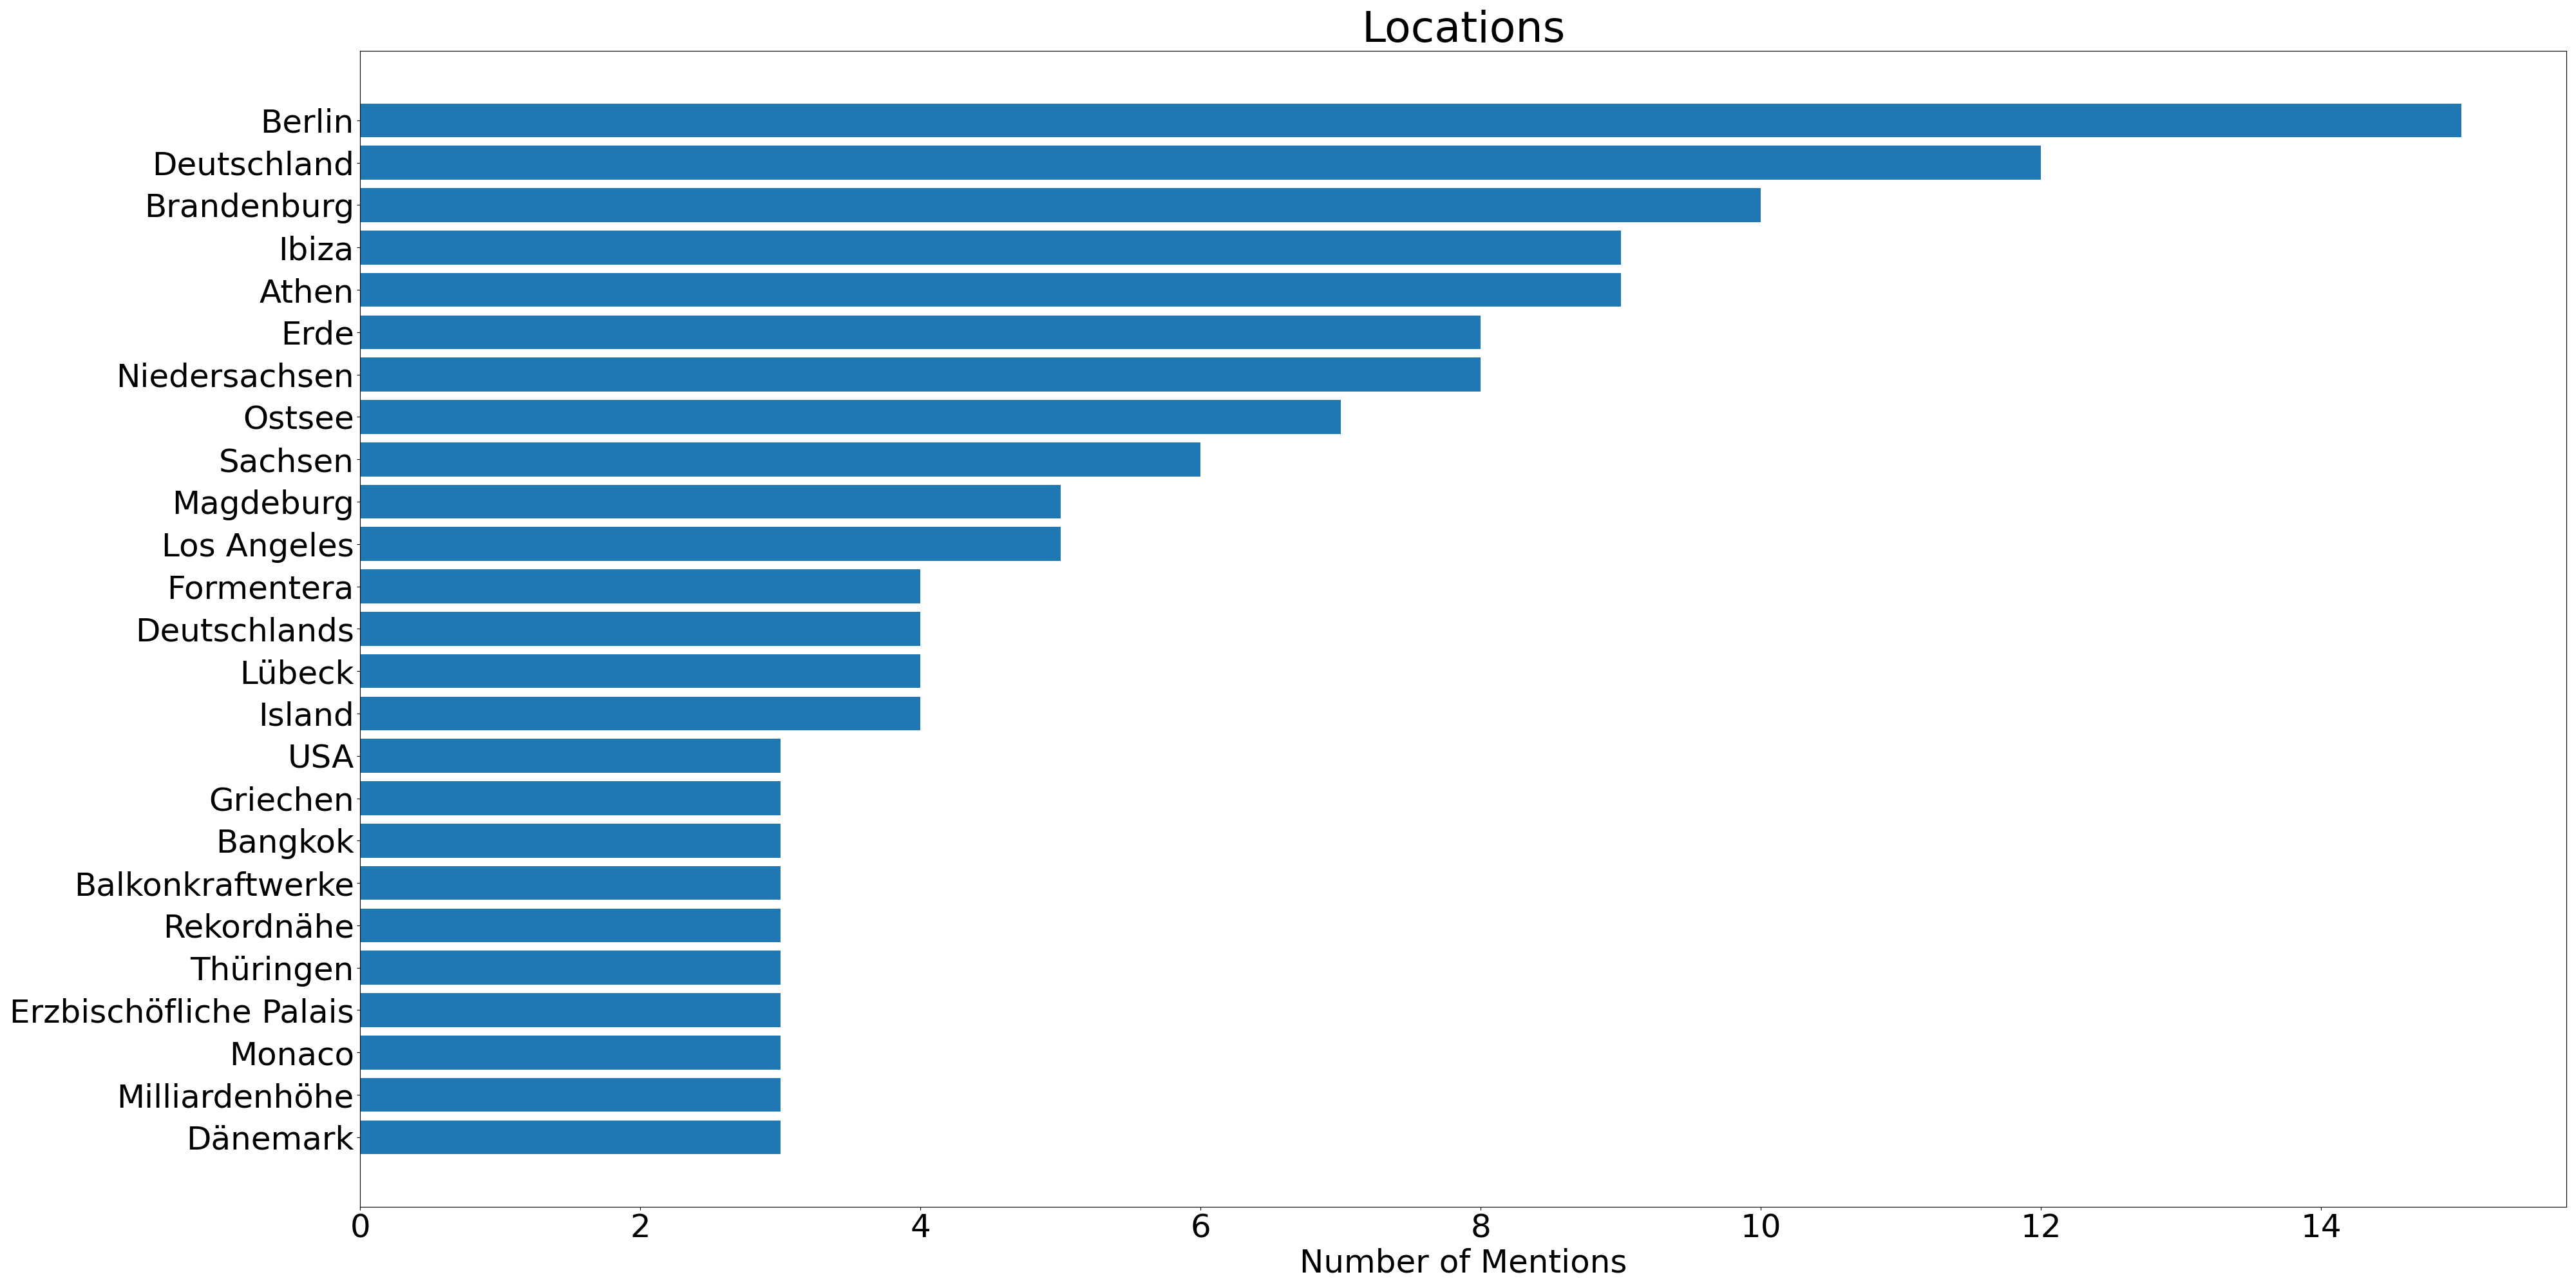 Locations
Berlin
Deutschland
Brandenburg
Ibiza
Athen
Erde
Niedersachsen
Ostsee
Sachsen
Magdeburg
Los Angeles
Formentera
Deutschlands
Lübeck
Island
USA
Griechen
Bangkok
Balkonkraftwerke
Rekordnähe
Thüringen
Erzbischöfliche Palais
Monaco
Milliardenhöhe
Dänemark
0 2 4 6 8 10 12 14
Number of Mentions